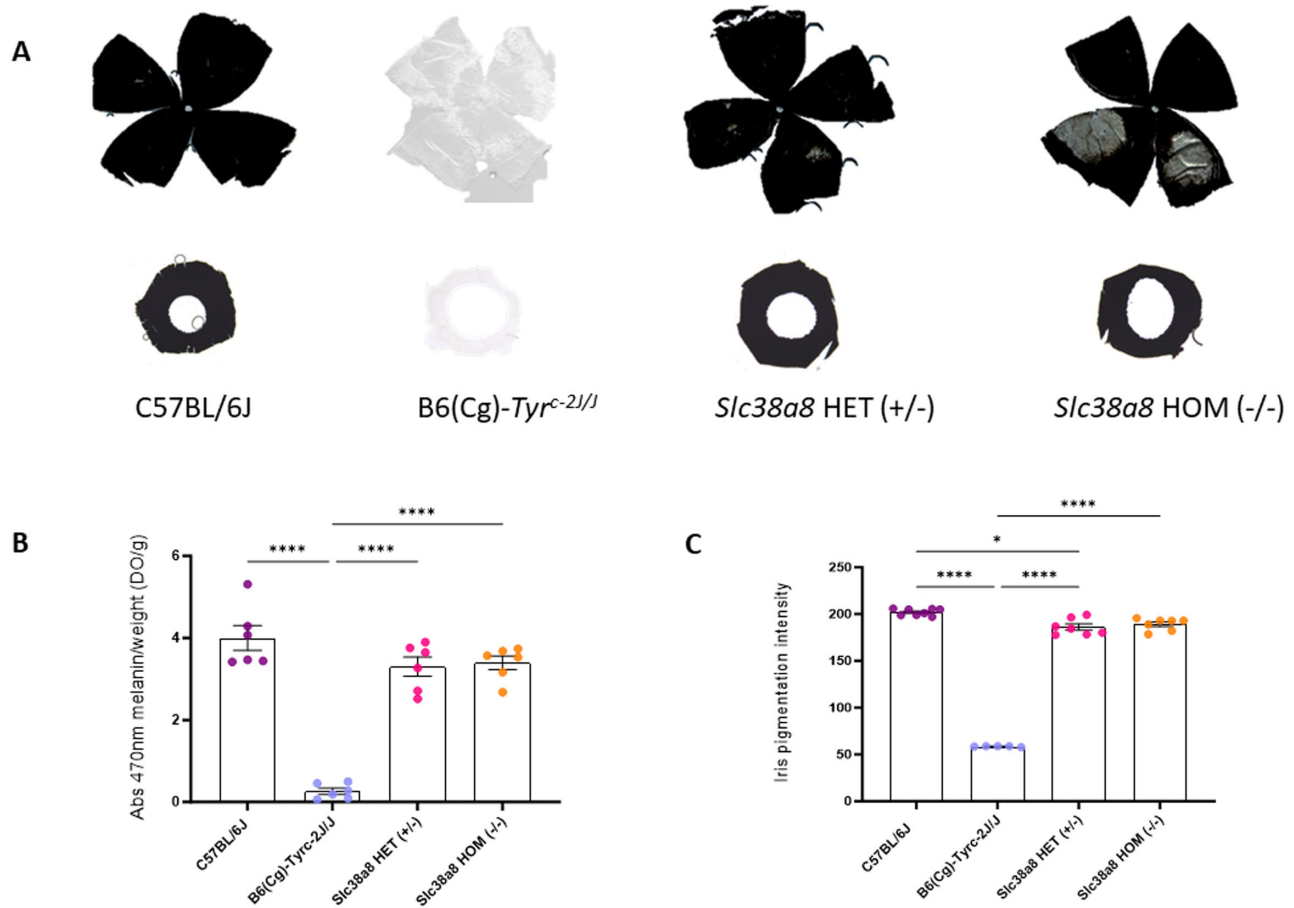 A
C57BL/6J
B6(Cg)-Tyrc-2J/J
Slc38a8 HET (+/-)
Slc38a8 HOM (-/-)
B
Abs 470nm melanin/weight (DO/g)
6
4
2
0
****
****
****
C57BL/6J
B6(Cg)-Tyrc-2J/J
Slc38a8 HET (+/-)
Slc38a8 HOM (-/-)
C
Iris pigmentation intensity
250
200
150
100
50
0
****
*
****
****
C57BL/6J
B6(Cg)-Tyrc-2J/J
Slc38a8 HET (+/-)
Slc38a8 HOM (-/-)